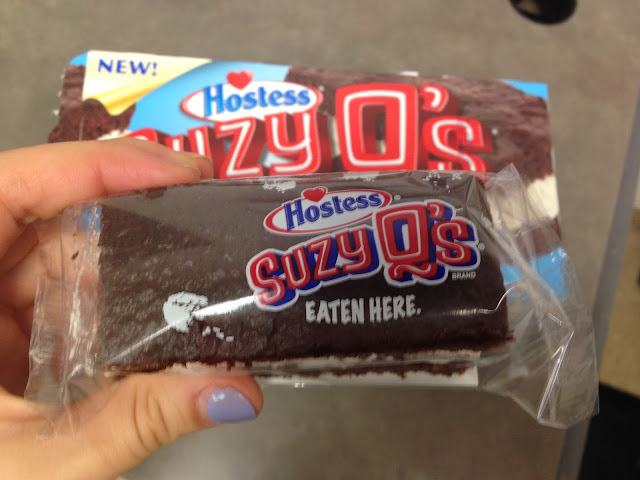 NEW!
Hostess
SUZY Q's
Hostess®
SUZY Q's®
BRAND
EATEN HERE.